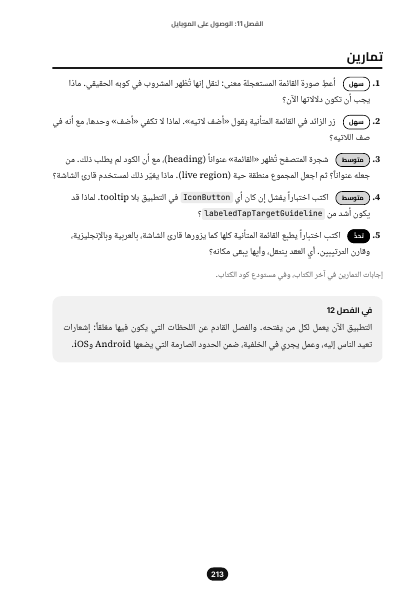 الفصل 11: الوصول على الموبايل
تمارين
1. سهل أعطِ صورة القائمة المستعجلة معنى: لنقل إنها تُظهر المشروب في كوبه الحقيقي. ماذا
يجب أن تكون دلالاتها الآن؟
2. سهل زر الزائد في القائمة المتأنية يقول «أضف لاتيه». لماذا لا تكفي «أضف» وحدها، مع أنه في
صف اللاتيه؟
3. متوسط شجرة المتصفح تُظهر «القائمة» عنواناً (heading)، مع أن الكود لم يطلب ذلك. من
جعله عنواناً؟ ثم اجعل المجموع منطقة حية (live region). ماذا يغيّر ذلك لمستخدم قارئ الشاشة؟
4. متوسط اكتب اختباراً يفشل إن كان أي IconButton في التطبيق بلا tooltip. لماذا قد
يكون أشد من labeledTapTargetGuideline؟
5. تحدٍّ اكتب اختباراً يطبع القائمة المتأنية كلها كما يزورها قارئ الشاشة، بالعربية وبالإنجليزية،
وقارن الترتيبين. أي العقد ينتقل، وأيها يبقى مكانه؟
إجابات التمارين في آخر الكتاب، وفي مستودع كود الكتاب.
في الفصل 12
التطبيق الآن يعمل لكل من يفتحه. والفصل القادم عن اللحظات التي يكون فيها مغلقاً: إشعارات
تعيد الناس إليه، وعمل يجري في الخلفية، ضمن الحدود الصارمة التي يضعها Android وiOS.
213